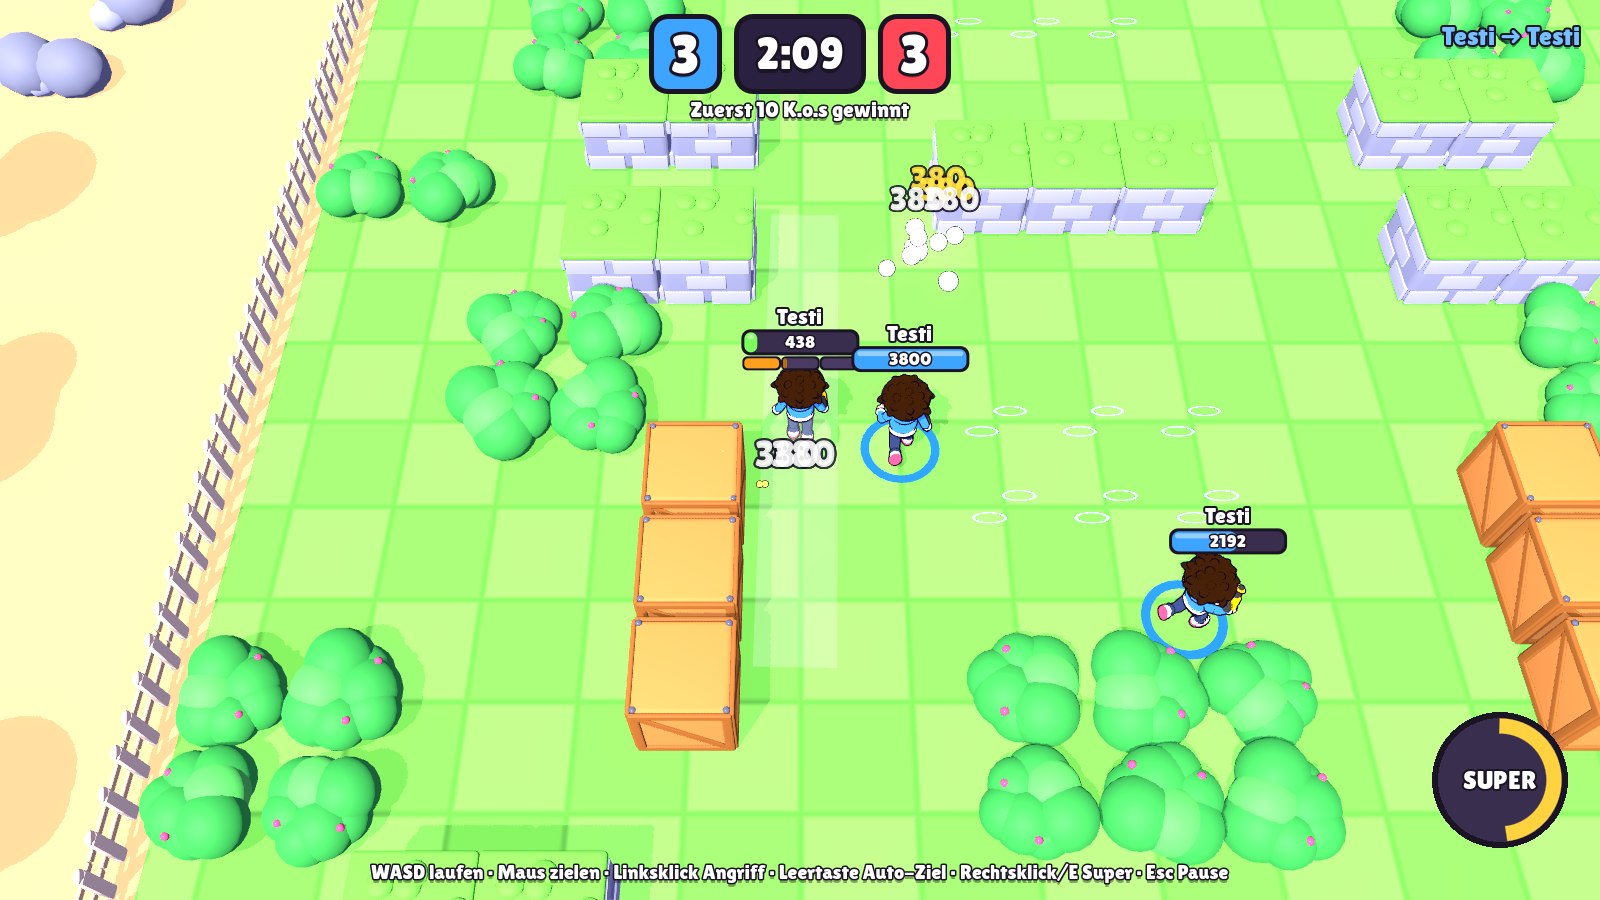 3 2:09 3
Testi → Testi
Zuerst 10 K.o.s gewinnt
380
Testi
438
Testi
3800
Testi
2192
SUPER
WASD laufen · Maus zielen · Linksklick Angriff · Leertaste Auto-Ziel · Rechtsklick/E Super · Esc Pause